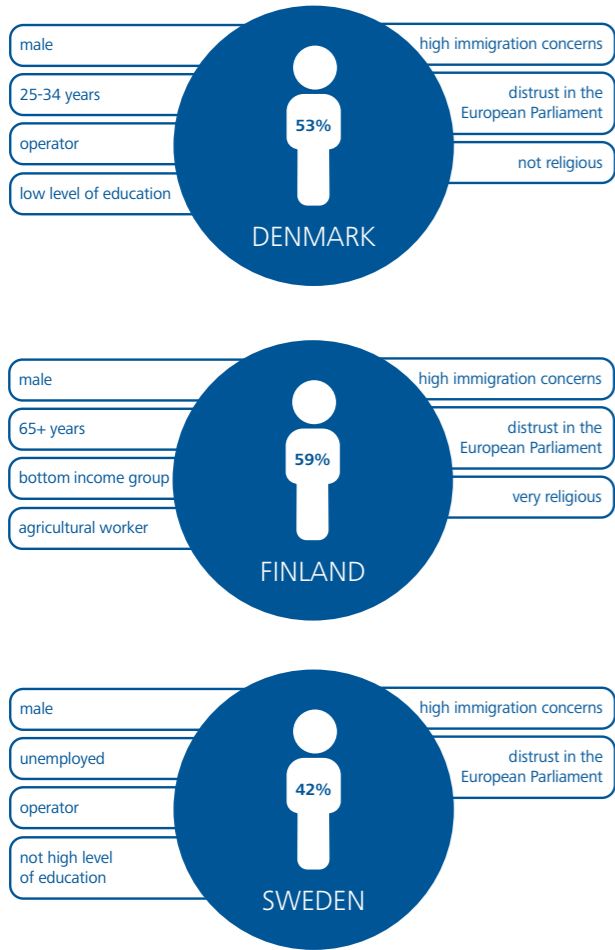 male
25-34 years
operator
low level of education
53%
DENMARK
high immigration concerns
distrust in the
European Parliament
not religious
male
65+ years
bottom income group
agricultural worker
59%
FINLAND
high immigration concerns
distrust in the
European Parliament
very religious
male
unemployed
operator
not high level
of education
42%
SWEDEN
high immigration concerns
distrust in the
European Parliament